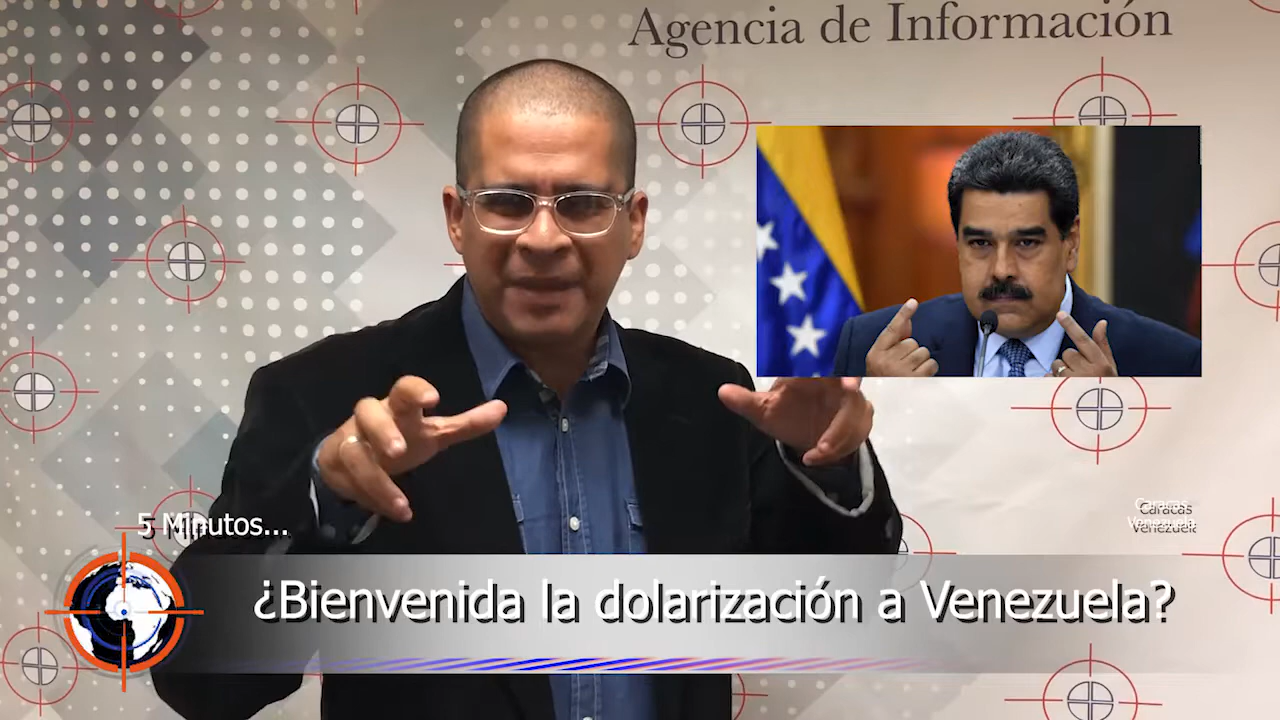 Agencia de Información
5 Minutos...
Caracas
Venezuela
¿Bienvenida la dolarización a Venezuela?